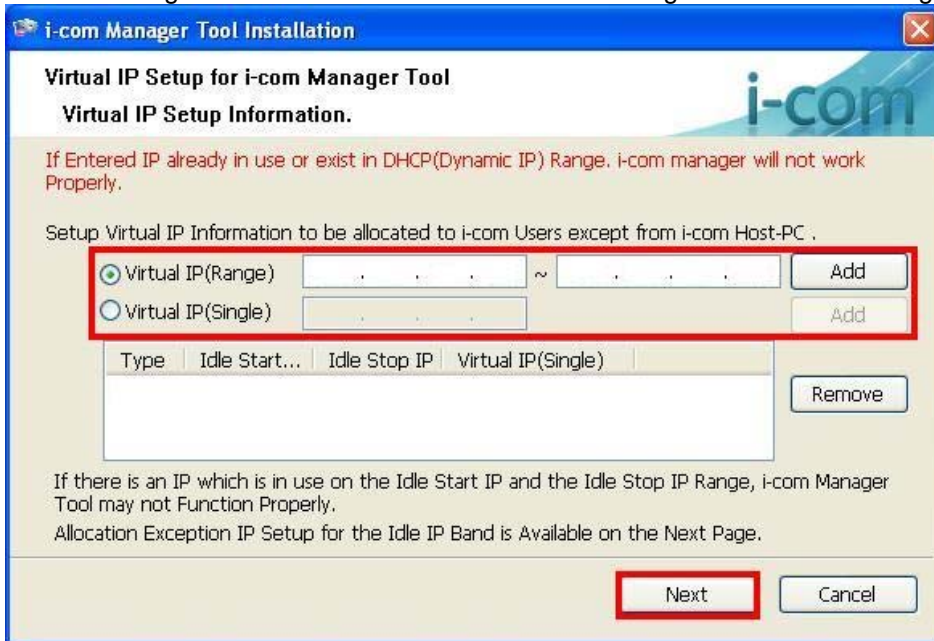 i-com Manager Tool Installation
Virtual IP Setup for i-com Manager Tool
Virtual IP Setup Information.
i-com
If Entered IP already in use or exist in DHCP(Dynamic IP) Range. i-com manager will not work
Properly.
Setup Virtual IP Information to be allocated to i-com Users except from i-com Host-PC .
Virtual IP(Range) . . . ~ . . . Add
Virtual IP(Single) . . . Add
Type Idle Start... Idle Stop IP Virtual IP(Single)
Remove
If there is an IP which is in use on the Idle Start IP and the Idle Stop IP Range, i-com Manager
Tool may not Function Properly.
Allocation Exception IP Setup for the Idle IP Band is Available on the Next Page.
Next Cancel